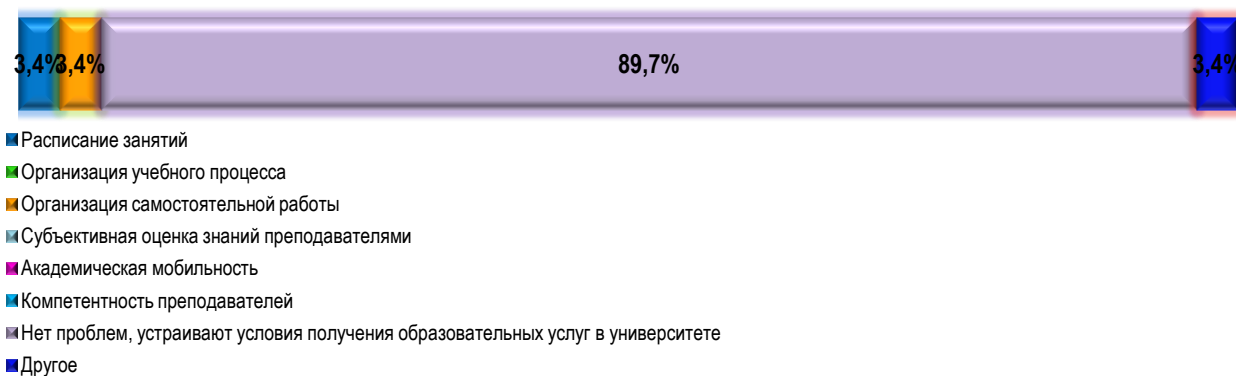 3,4% 3,4% 89,7% 3,4%
Расписание занятий
Организация учебного процесса
Организация самостоятельной работы
Субъективная оценка знаний преподавателями
Академическая мобильность
Компетентность преподавателей
Нет проблем, устраивают условия получения образовательных услуг в университете
Другое